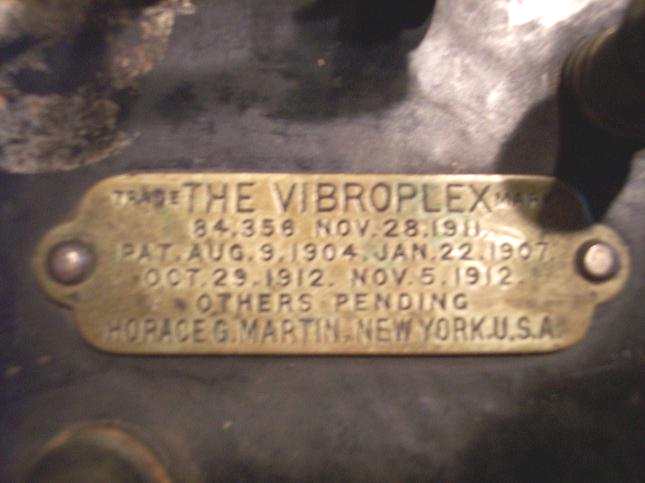 TRADE THE VIBROPLEX MARK
84,356 NOV.28.1911.
PAT.AUG.9.1904.JAN.22.1907.
OCT.29.1912. NOV.5.1912.
OTHERS PENDING
HORACE G. MARTIN, NEW YORK.U.S.A.